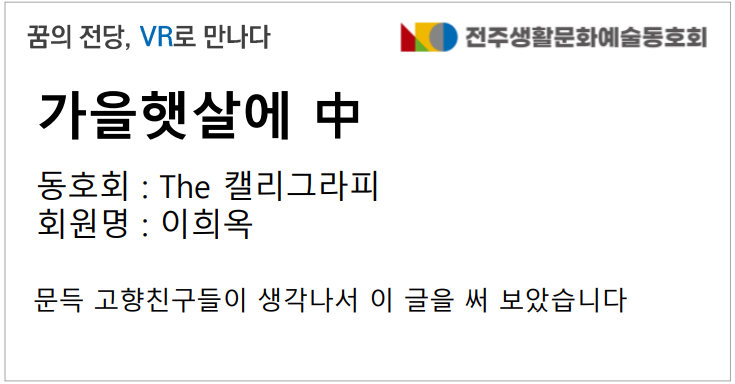 꿈의 전당, VR로 만나다
전주생활문화예술동호회
가을햇살에 中
동호회 : The 캘리그라피
회원명 : 이희옥
문득 고향친구들이 생각나서 이 글을 써 보았습니다